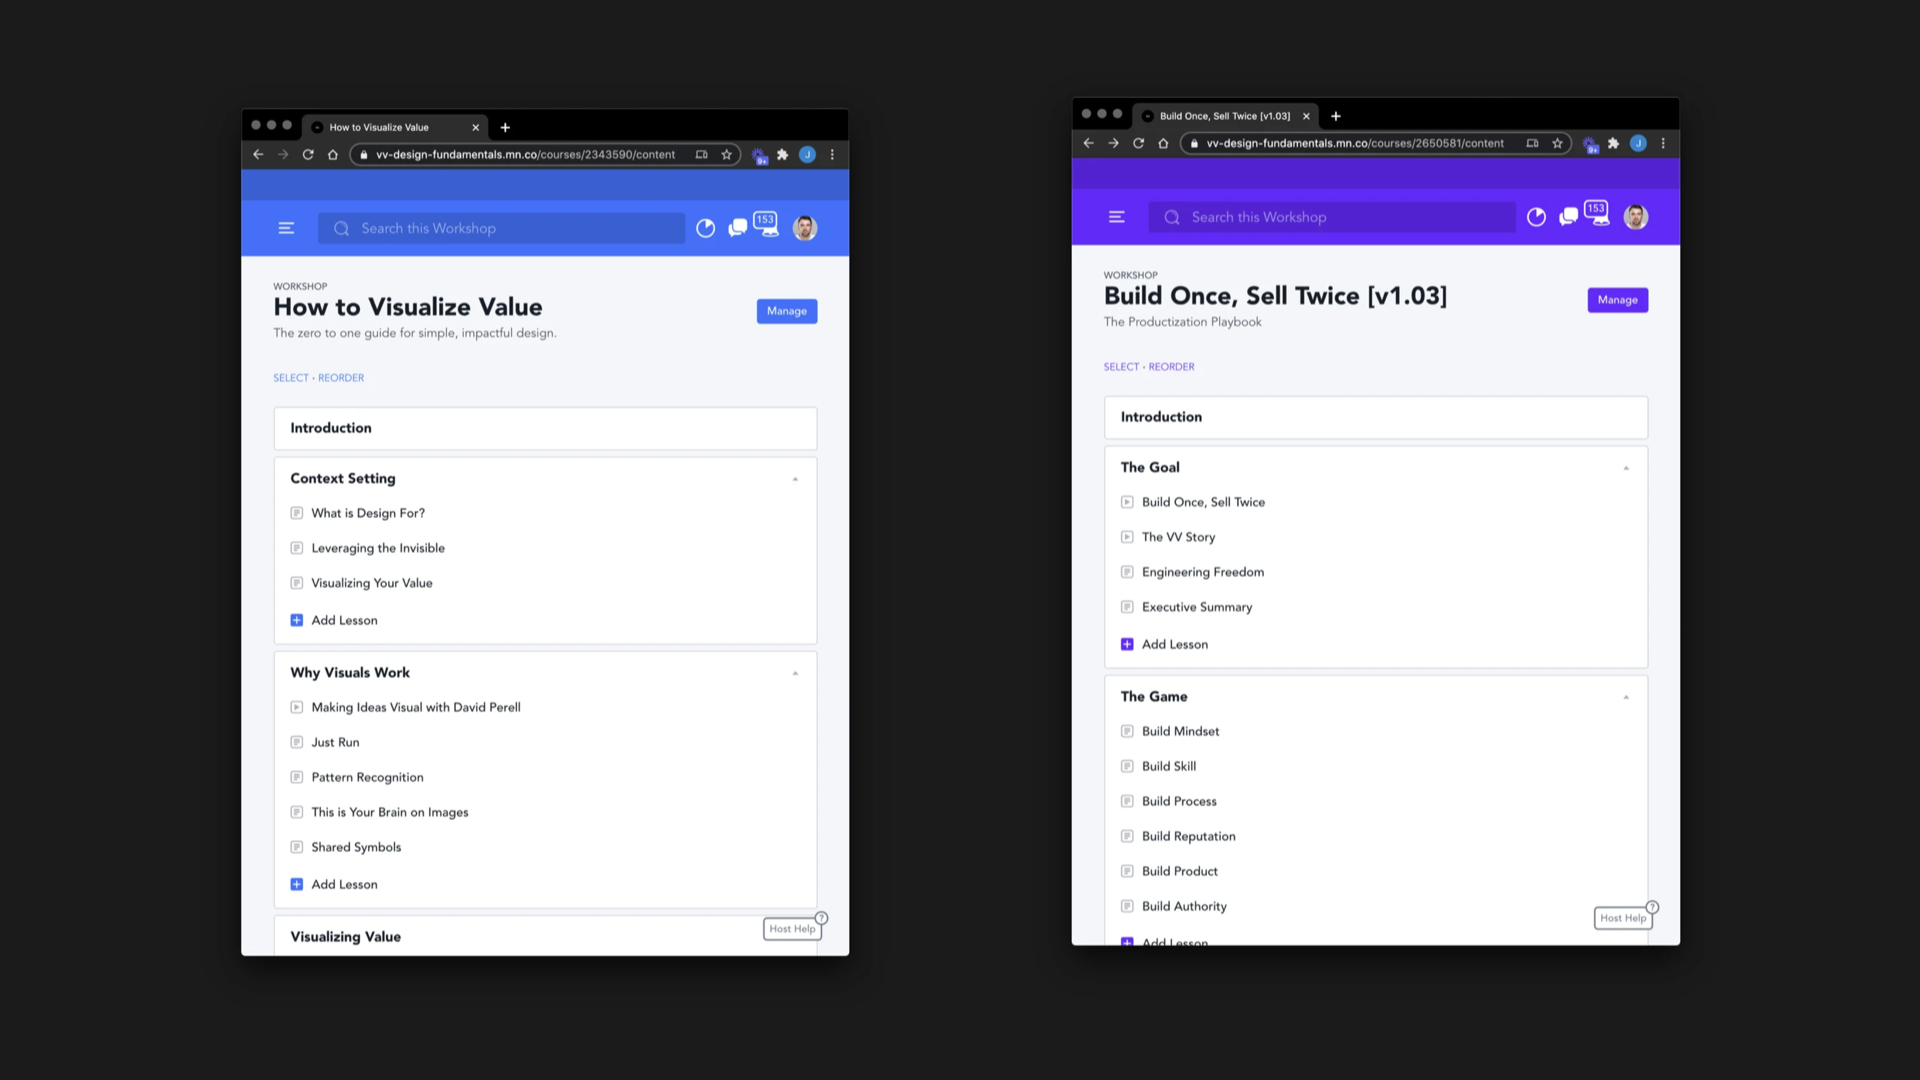 How to Visualize Value
vv-design-fundamentals.mn.co/courses/2343590/content
9+
J
Search this Workshop
153
WORKSHOP
How to Visualize Value
Manage
The zero to one guide for simple, impactful design.
SELECT · REORDER
Introduction
Context Setting
What is Design For?
Leveraging the Invisible
Visualizing Your Value
Add Lesson
Why Visuals Work
Making Ideas Visual with David Perell
Just Run
Pattern Recognition
This is Your Brain on Images
Shared Symbols
Add Lesson
Visualizing Value
Host Help
?
Build Once, Sell Twice [v1.03]
vv-design-fundamentals.mn.co/courses/2650581/content
9+
J
Search this Workshop
153
WORKSHOP
Build Once, Sell Twice [v1.03]
Manage
The Productization Playbook
SELECT · REORDER
Introduction
The Goal
Build Once, Sell Twice
The VV Story
Engineering Freedom
Executive Summary
Add Lesson
The Game
Build Mindset
Build Skill
Build Process
Build Reputation
Build Product
Build Authority
Add Lesson
Host Help
?